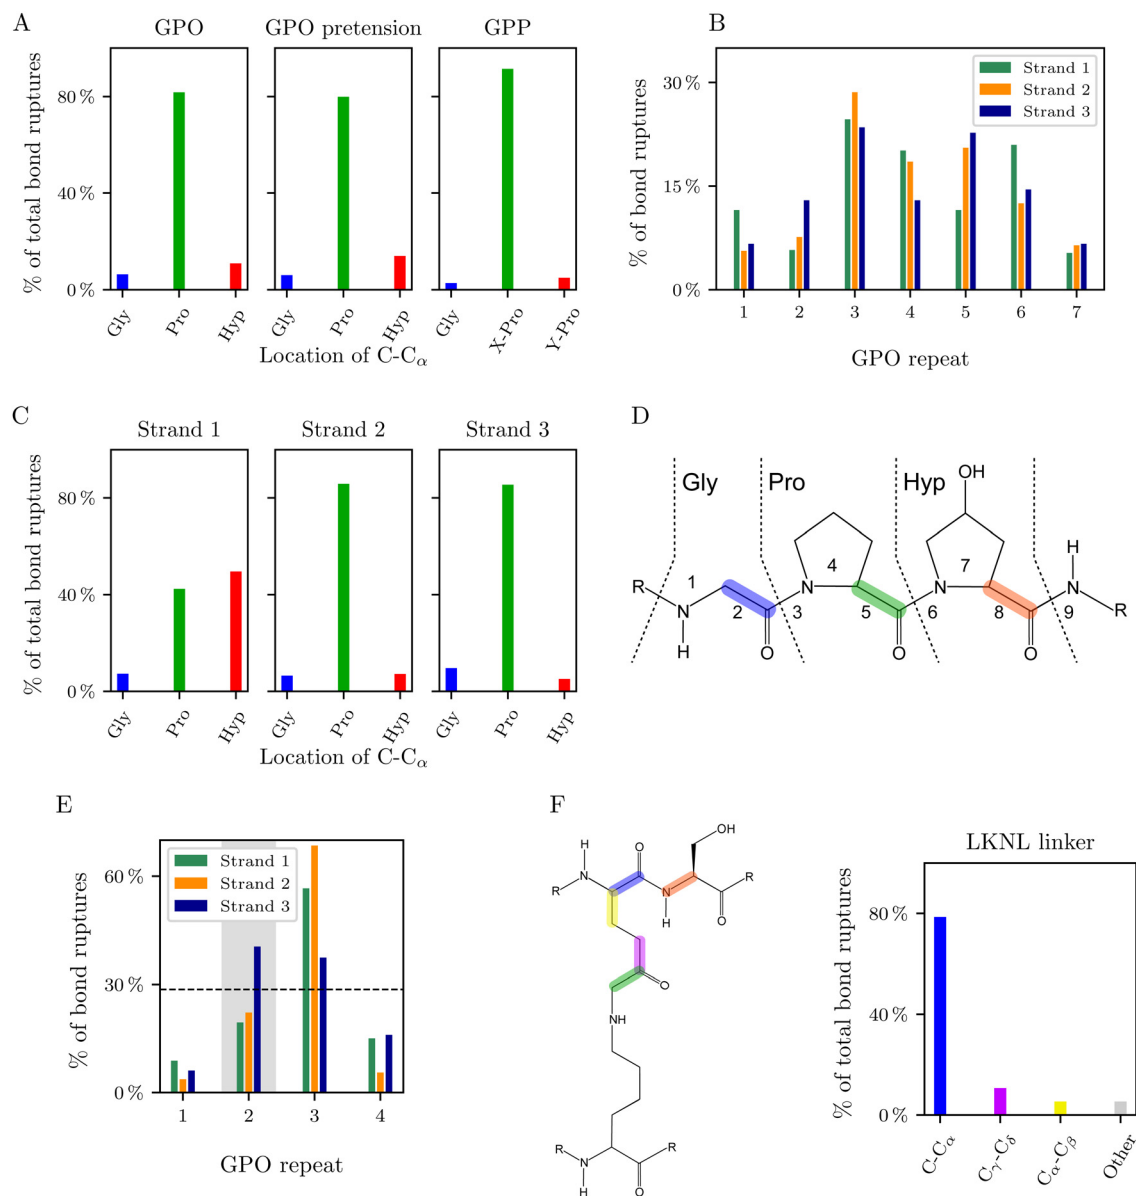 A
GPO
GPO pretension
GPP
% of total bond ruptures
80 %
40 %
0 %
Gly
Pro
Hyp
Gly
Pro
Hyp
Gly
X-Pro
Y-Pro
Location of C-Cα
B
% of bond ruptures
30 %
15 %
0 %
Strand 1
Strand 2
Strand 3
1 2 3 4 5 6 7
GPO repeat
C
Strand 1
Strand 2
Strand 3
% of total bond ruptures
80 %
40 %
0 %
Gly
Pro
Hyp
Gly
Pro
Hyp
Gly
Pro
Hyp
Location of C-Cα
D
Gly
Pro
Hyp
OH
H
R
1
N
H
2
O
3
N
4
5
O
6
N
7
8
O
9
N
R
E
% of bond ruptures
60 %
30 %
0 %
Strand 1
Strand 2
Strand 3
1 2 3 4
GPO repeat
F
H
N
R
O
N
H
OH
R
O
O
NH
R
N
H
R
O
LKNL linker
% of total bond ruptures
80 %
40 %
0 %
C-Cα
Cγ-Cδ
Cα-Cβ
Other